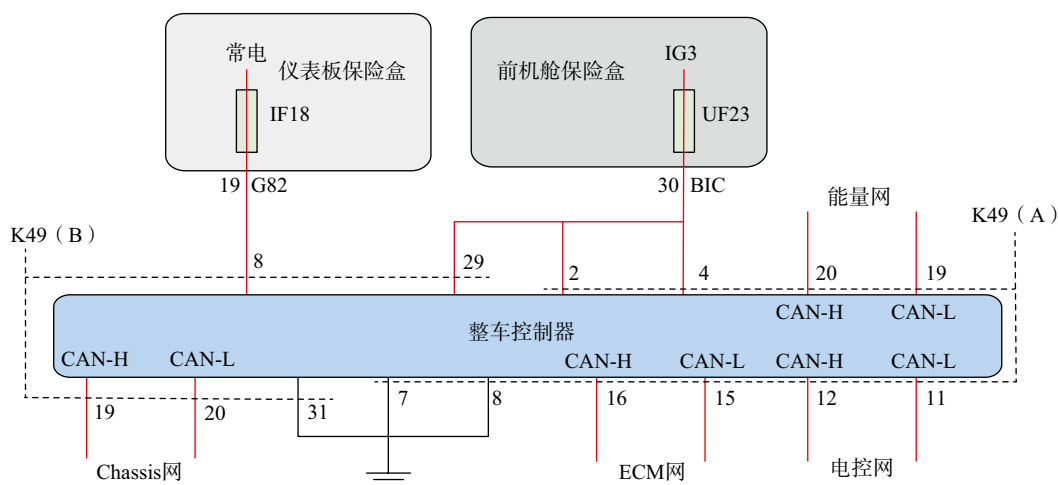 常电
仪表板保险盒
IF18
19 G82
IG3
前机舱保险盒
UF23
30 BIC
能量网
K49（A）
K49（B）
8
29
2
4
20
19
CAN-H
CAN-L
整车控制器
CAN-H
CAN-L
CAN-H
CAN-L
CAN-H
CAN-L
19
20
31
7
8
16
15
12
11
Chassis网
ECM网
电控网